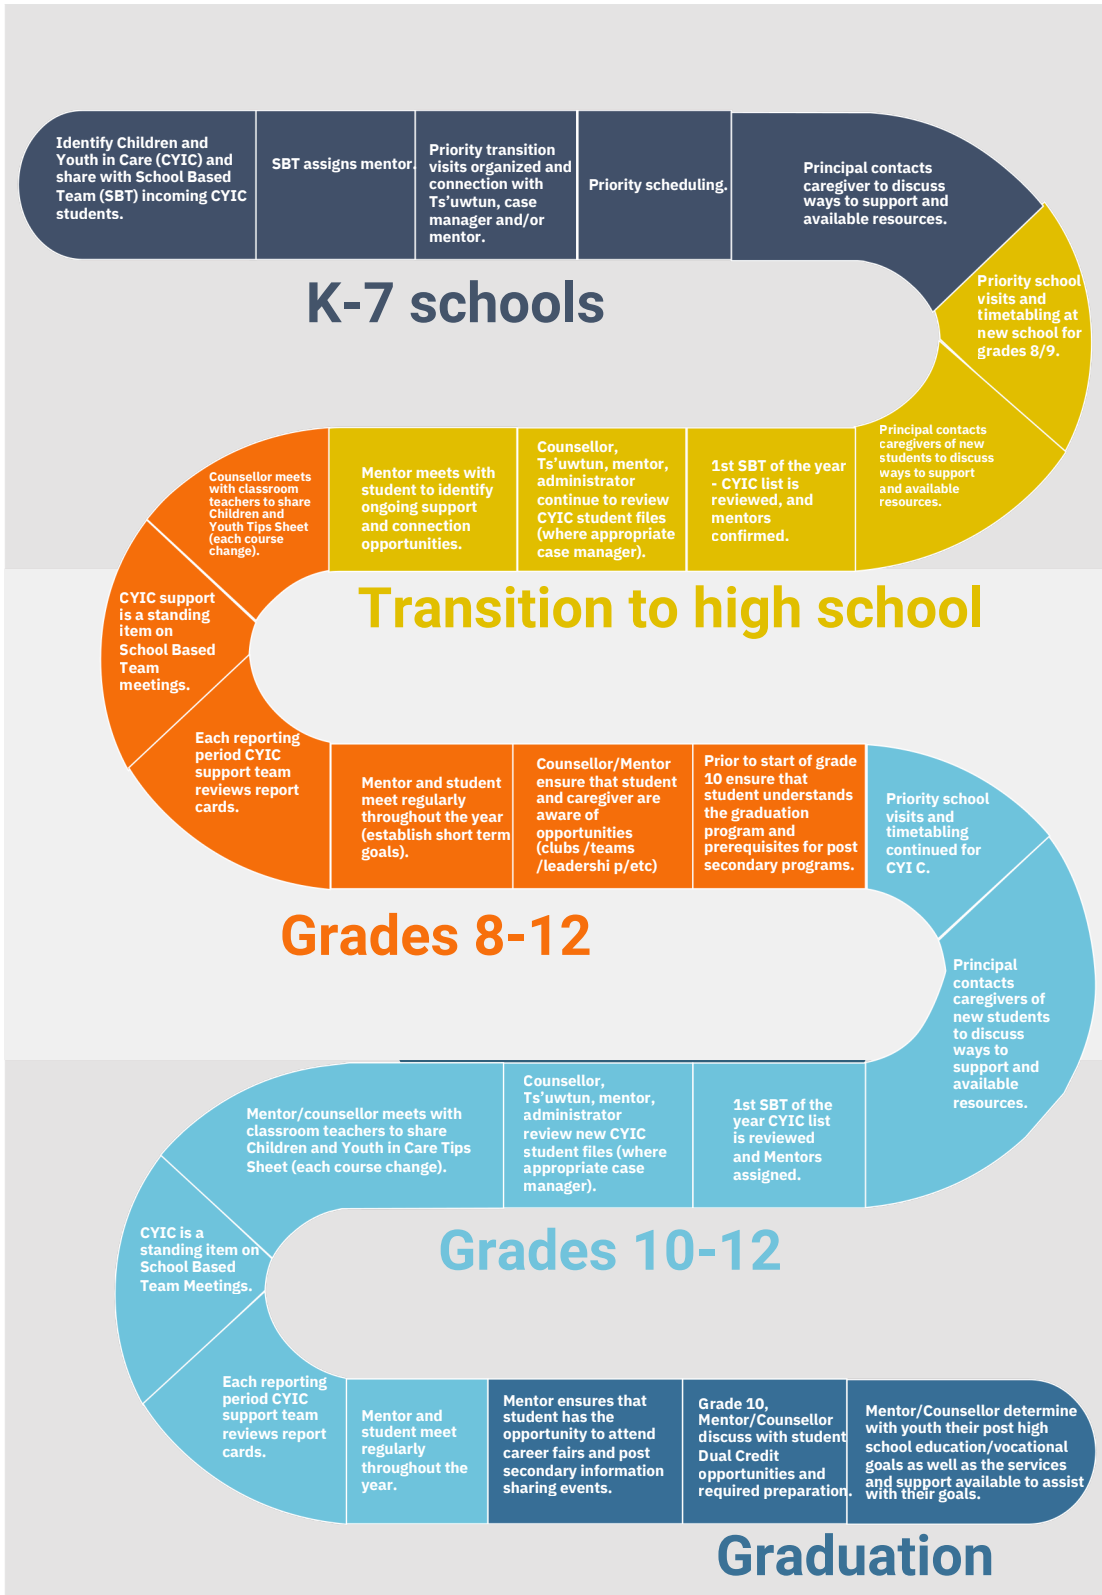 Identify Children and
Youth in Care (CYIC) and
share with School Based
Team (SBT) incoming CYIC
students.
SBT assigns mentor.
Priority transition
visits organized and
connection with
Ts’uwtun, case
manager and/or
mentor.
Priority scheduling.
Principal contacts
caregiver to discuss
ways to support and
available resources.
K-7 schools
Priority school
visits and
timetabling at
new school for
grades 8/9.
Principal contacts
caregivers of new
students to discuss
ways to support
and available
resources.
1st SBT of the year
- CYIC list is
reviewed, and
mentors
confirmed.
Counsellor,
Ts’uwtun, mentor,
administrator
continue to review
CYIC student files
(where appropriate
case manager).
Mentor meets with
student to identify
ongoing support
and connection
opportunities.
Transition to high school
Counsellor meets
with classroom
teachers to share
Children and
Youth Tips Sheet
(each course
change).
CYIC support
is a standing
item on
School Based
Team
meetings.
Each reporting
period CYIC
support team
reviews report
cards.
Mentor and student
meet regularly
throughout the year
(establish short term
goals).
Counsellor/Mentor
ensure that student
and caregiver are
aware of
opportunities
(clubs /teams
/leadershi p/etc)
Prior to start of grade
10 ensure that
student understands
the graduation
program and
prerequisites for post
secondary programs.
Grades 8-12
Priority school
visits and
timetabling
continued for
CYI C.
Principal
contacts
caregivers of
new students
to discuss
ways to
support and
available
resources.
1st SBT of the
year CYIC list
is reviewed
and Mentors
assigned.
Counsellor,
Ts’uwtun, mentor,
administrator
review new CYIC
student files (where
appropriate case
manager).
Mentor/counsellor meets with
classroom teachers to share
Children and Youth in Care Tips
Sheet (each course change).
Grades 10-12
CYIC is a
standing item on
School Based
Team Meetings.
Each reporting
period CYIC
support team
reviews report
cards.
Mentor and
student meet
regularly
throughout the
year.
Mentor ensures that
student has the
opportunity to attend
career fairs and post
secondary information
sharing events.
Grade 10,
Mentor/Counsellor
discuss with student
Dual Credit
opportunities and
required preparation.
Mentor/Counsellor determine
with youth their post high
school education/vocational
goals as well as the services
and support available to assist
with their goals.
Graduation